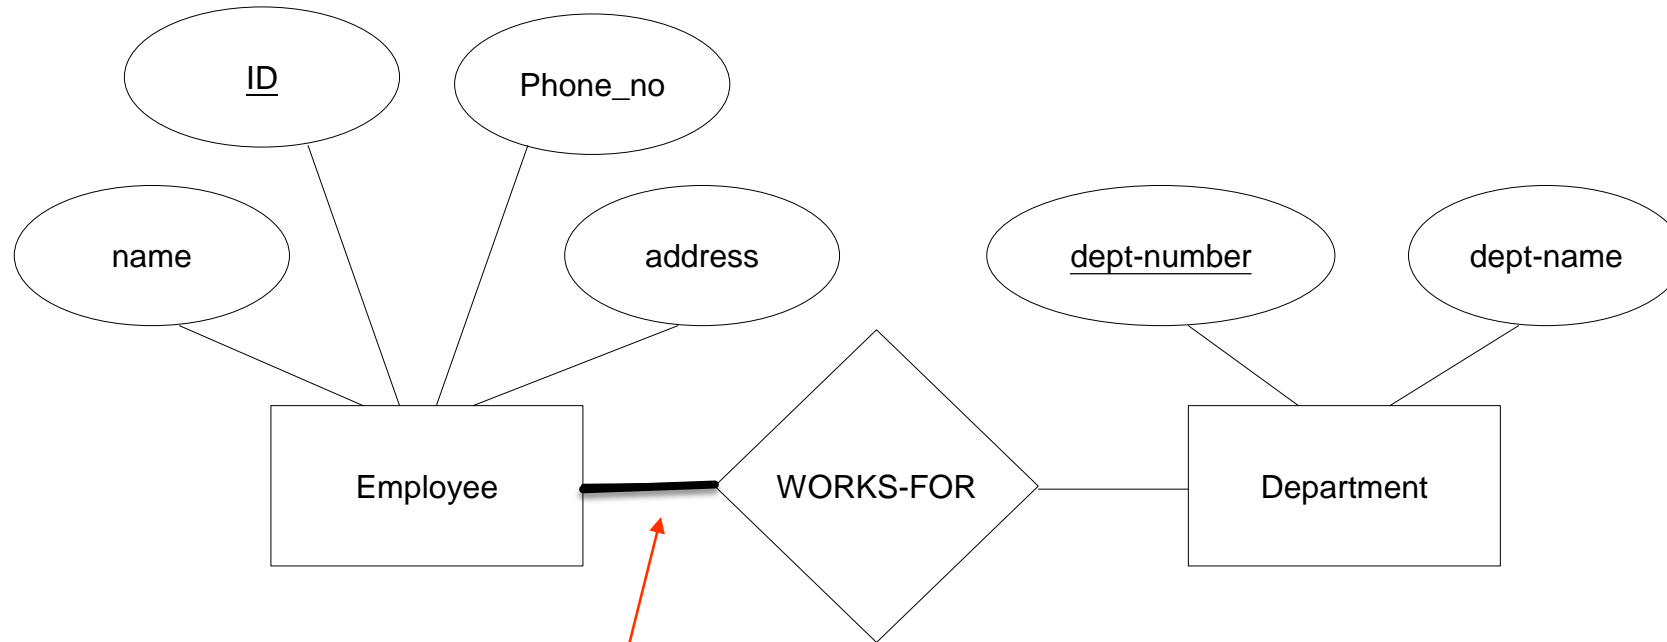 ID
Phone_no
name
address
dept-number
dept-name
Employee
WORKS-FOR
Department